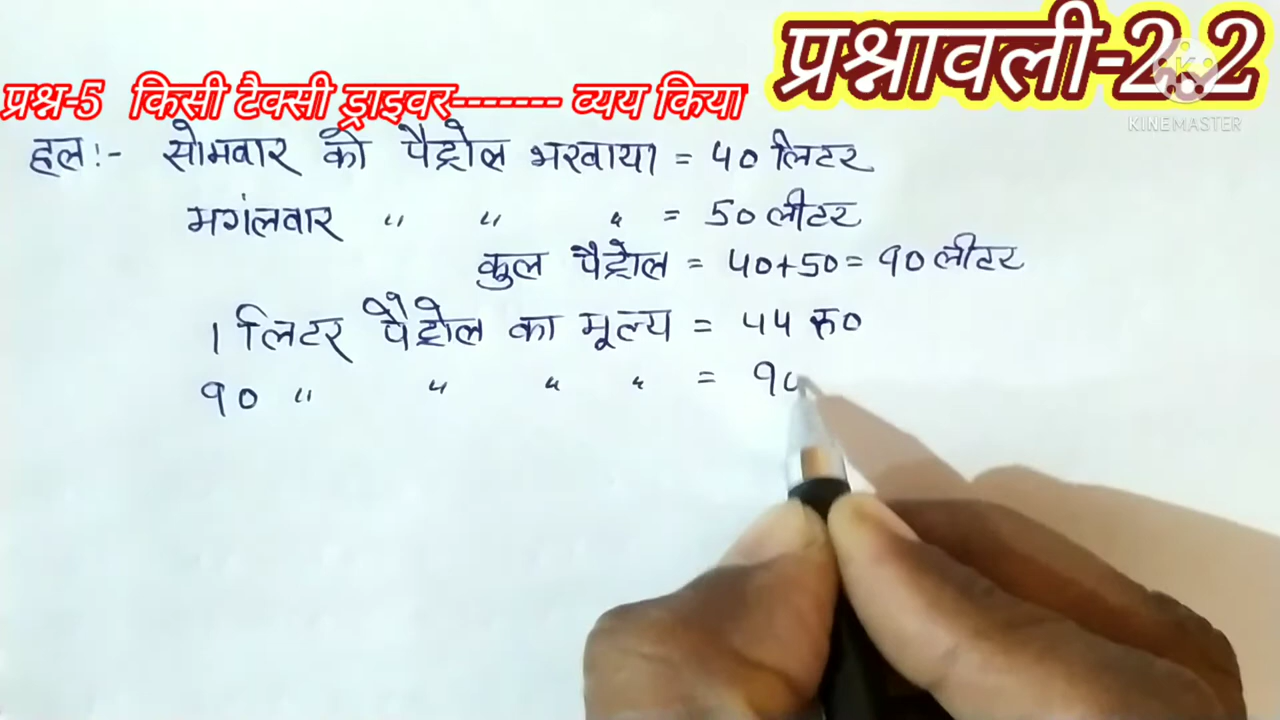 प्रश्नावली-2.2
KINEMASTER
प्रश्न-5 किसी टैक्सी ड्राइवर------- व्यय किया
हल:- सोमवार को पैट्रोल भरवाया = 40 लिटर
मगंलवार " " " = 50 लीटर
कुल पैट्रोल = 40+50 = 90 लीटर
1 लिटर पैट्रोल का मूल्य = 44 रु०
90 " " " " = 90